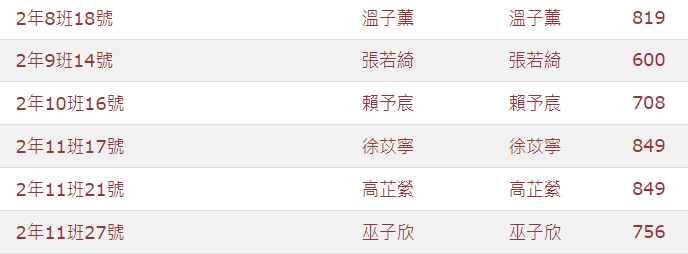 2年8班18號 溫子薰 溫子薰 819
2年9班14號 張若綺 張若綺 600
2年10班16號 賴予宸 賴予宸 708
2年11班17號 徐苡寧 徐苡寧 849
2年11班21號 高芷縈 高芷縈 849
2年11班27號 巫子欣 巫子欣 756